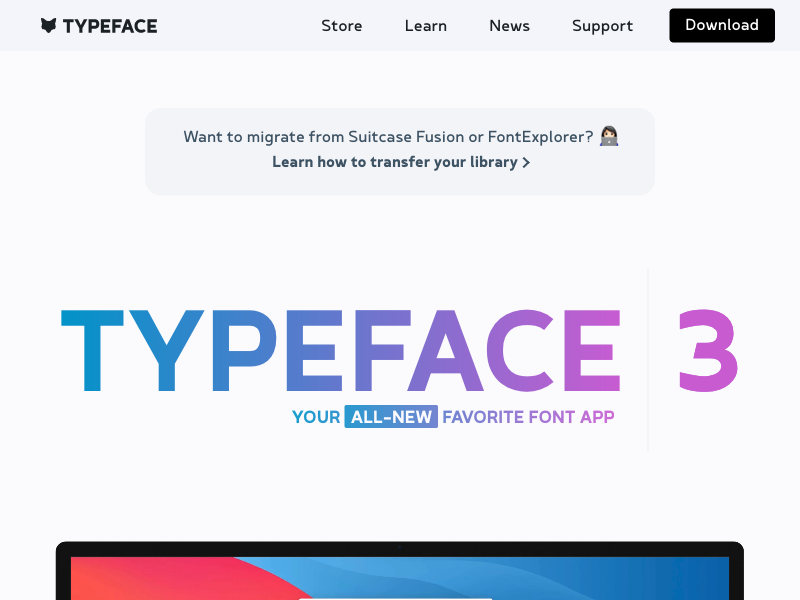 TYPEFACE
Store
Learn
News
Support
Download
Want to migrate from Suitcase Fusion or FontExplorer? 👩🏻‍💻
Learn how to transfer your library >
TYPEFACE 3
YOUR ALL-NEW FAVORITE FONT APP